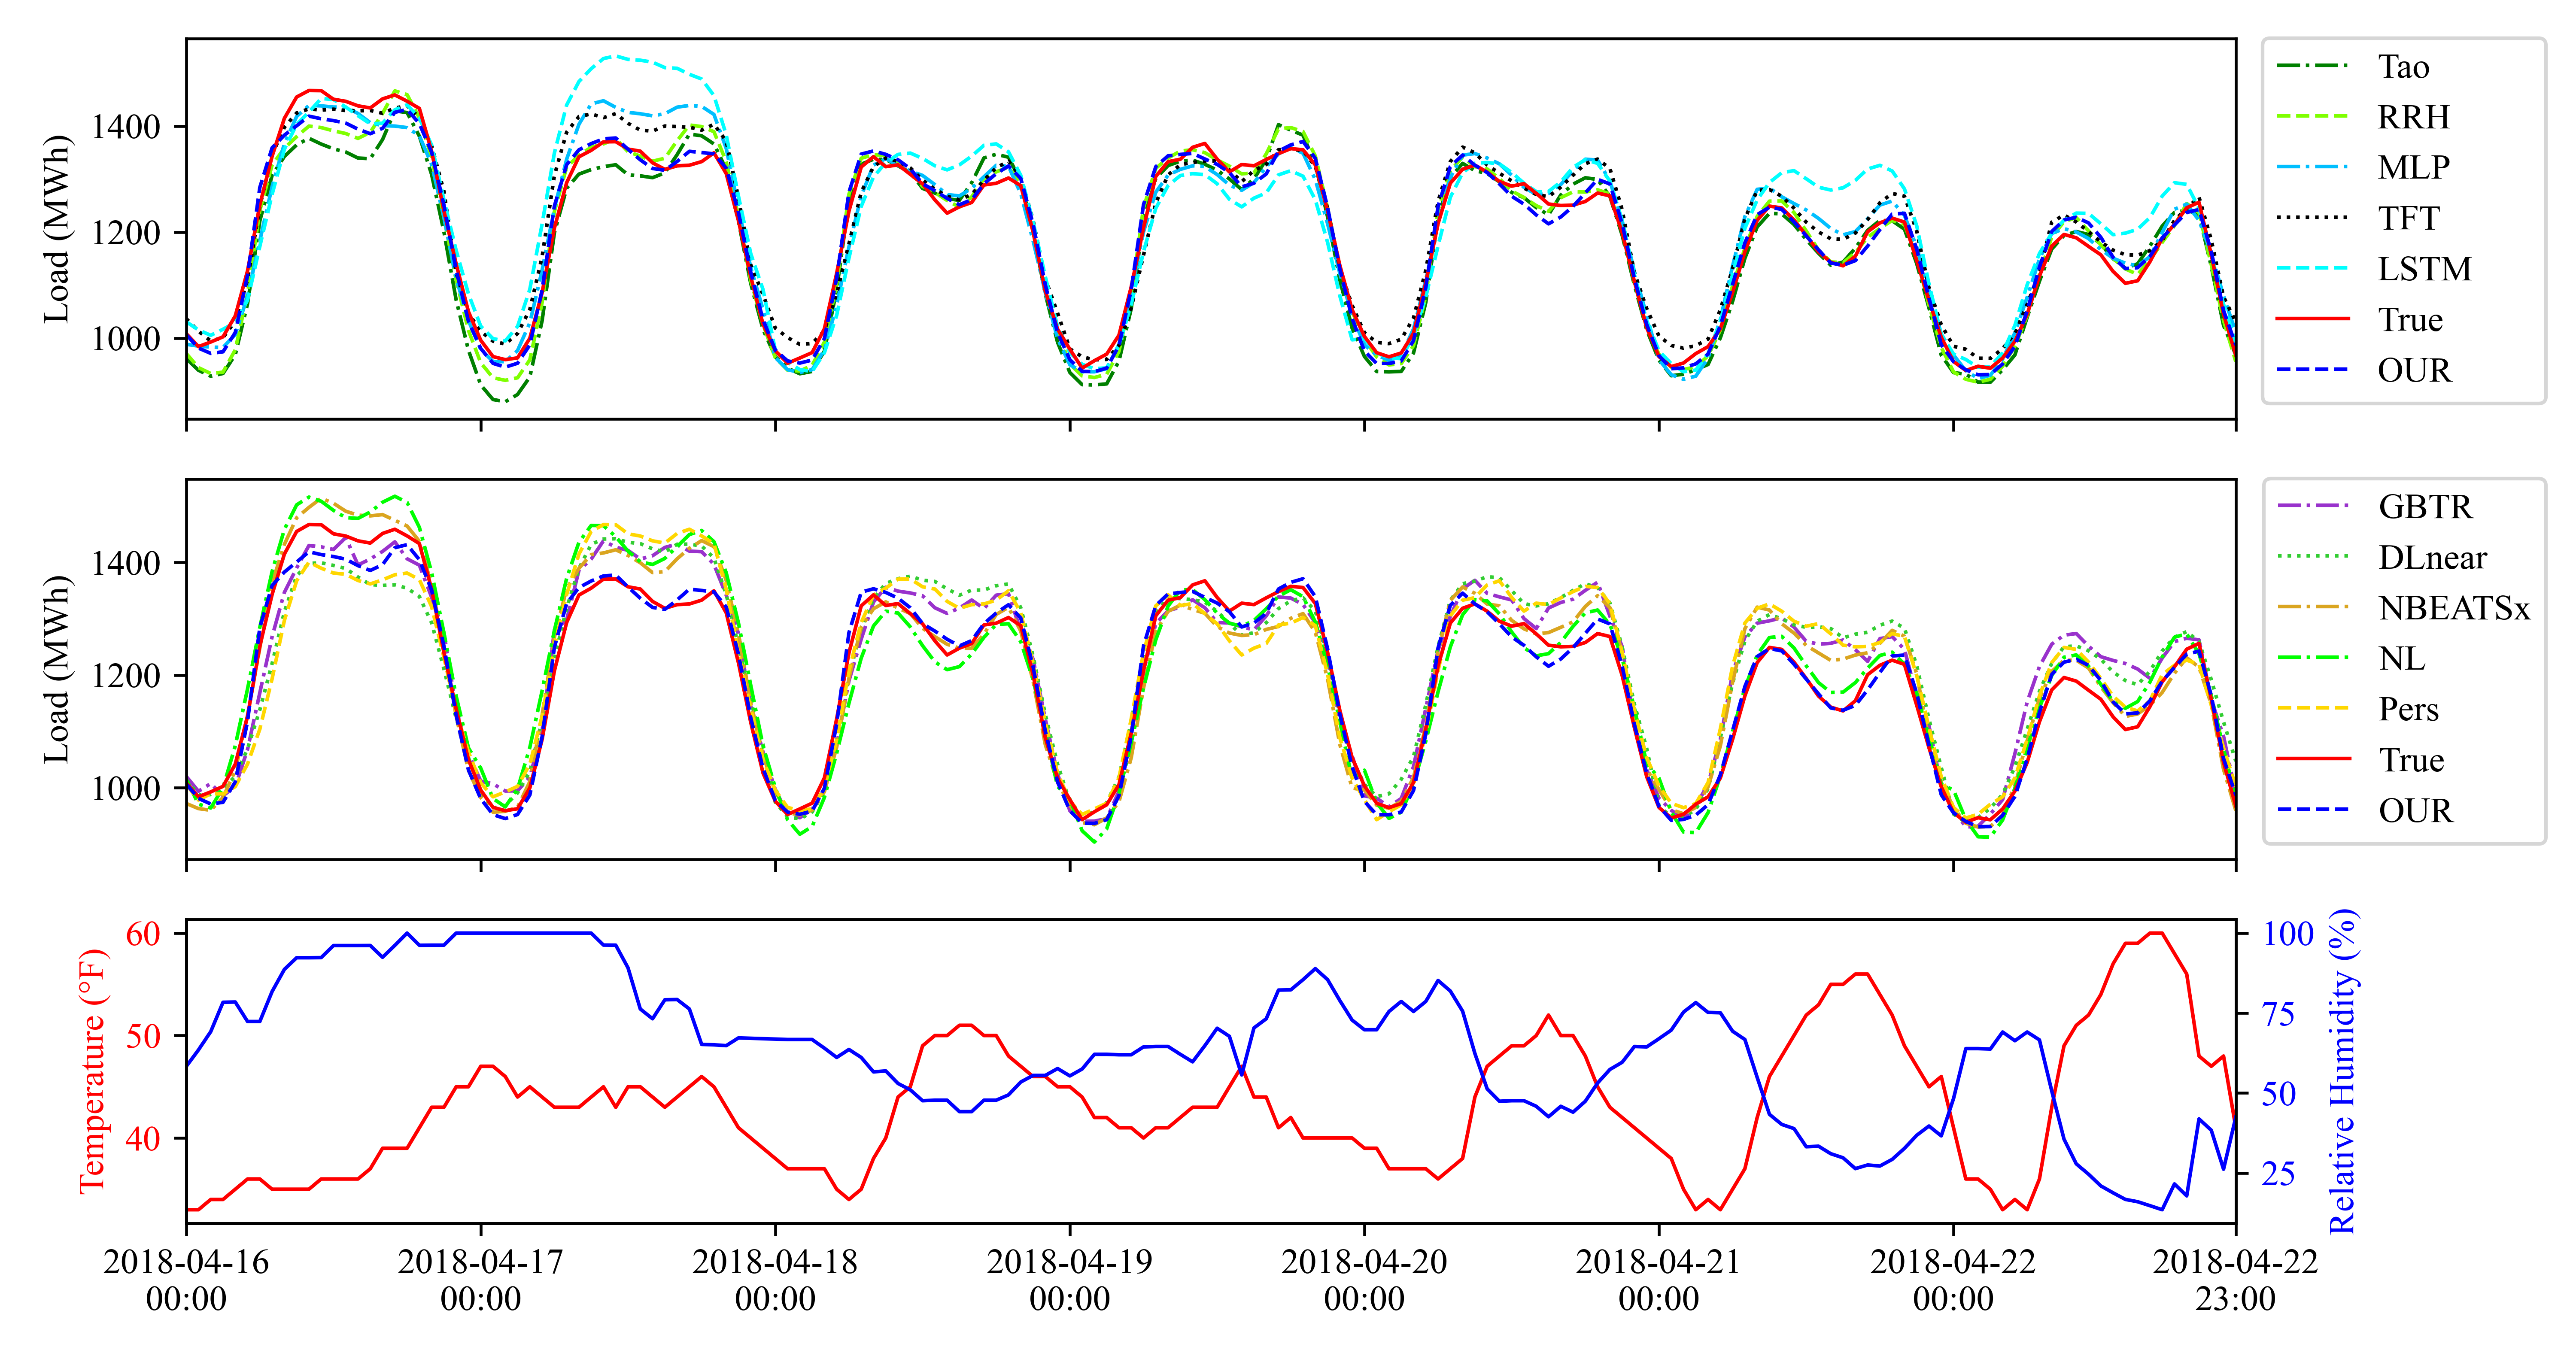 Load (MWh)
1400
1200
1000
Tao
RRH
MLP
TFT
LSTM
True
OUR
Load (MWh)
1400
1200
1000
GBTR
DLnear
NBEATSx
NL
Pers
True
OUR
Temperature (°F)
60
50
40
100
75
50
25
Relative Humidity (%)
2018-04-16
00:00
2018-04-17
00:00
2018-04-18
00:00
2018-04-19
00:00
2018-04-20
00:00
2018-04-21
00:00
2018-04-22
00:00
2018-04-22
23:00